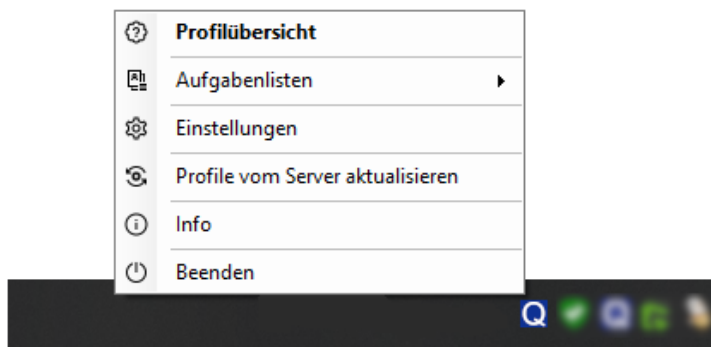 Profilübersicht
Aufgabenlisten
Einstellungen
Profile vom Server aktualisieren
Info
Beenden
Q